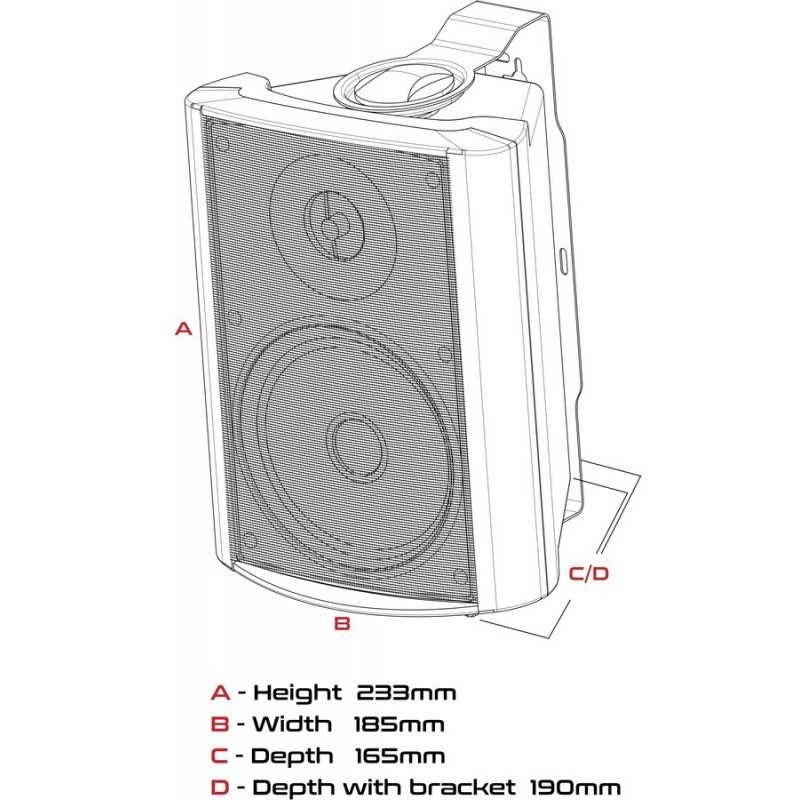 A
C/D
B
A - Height 233mm
B - Width 185mm
C - Depth 165mm
D - Depth with bracket 190mm